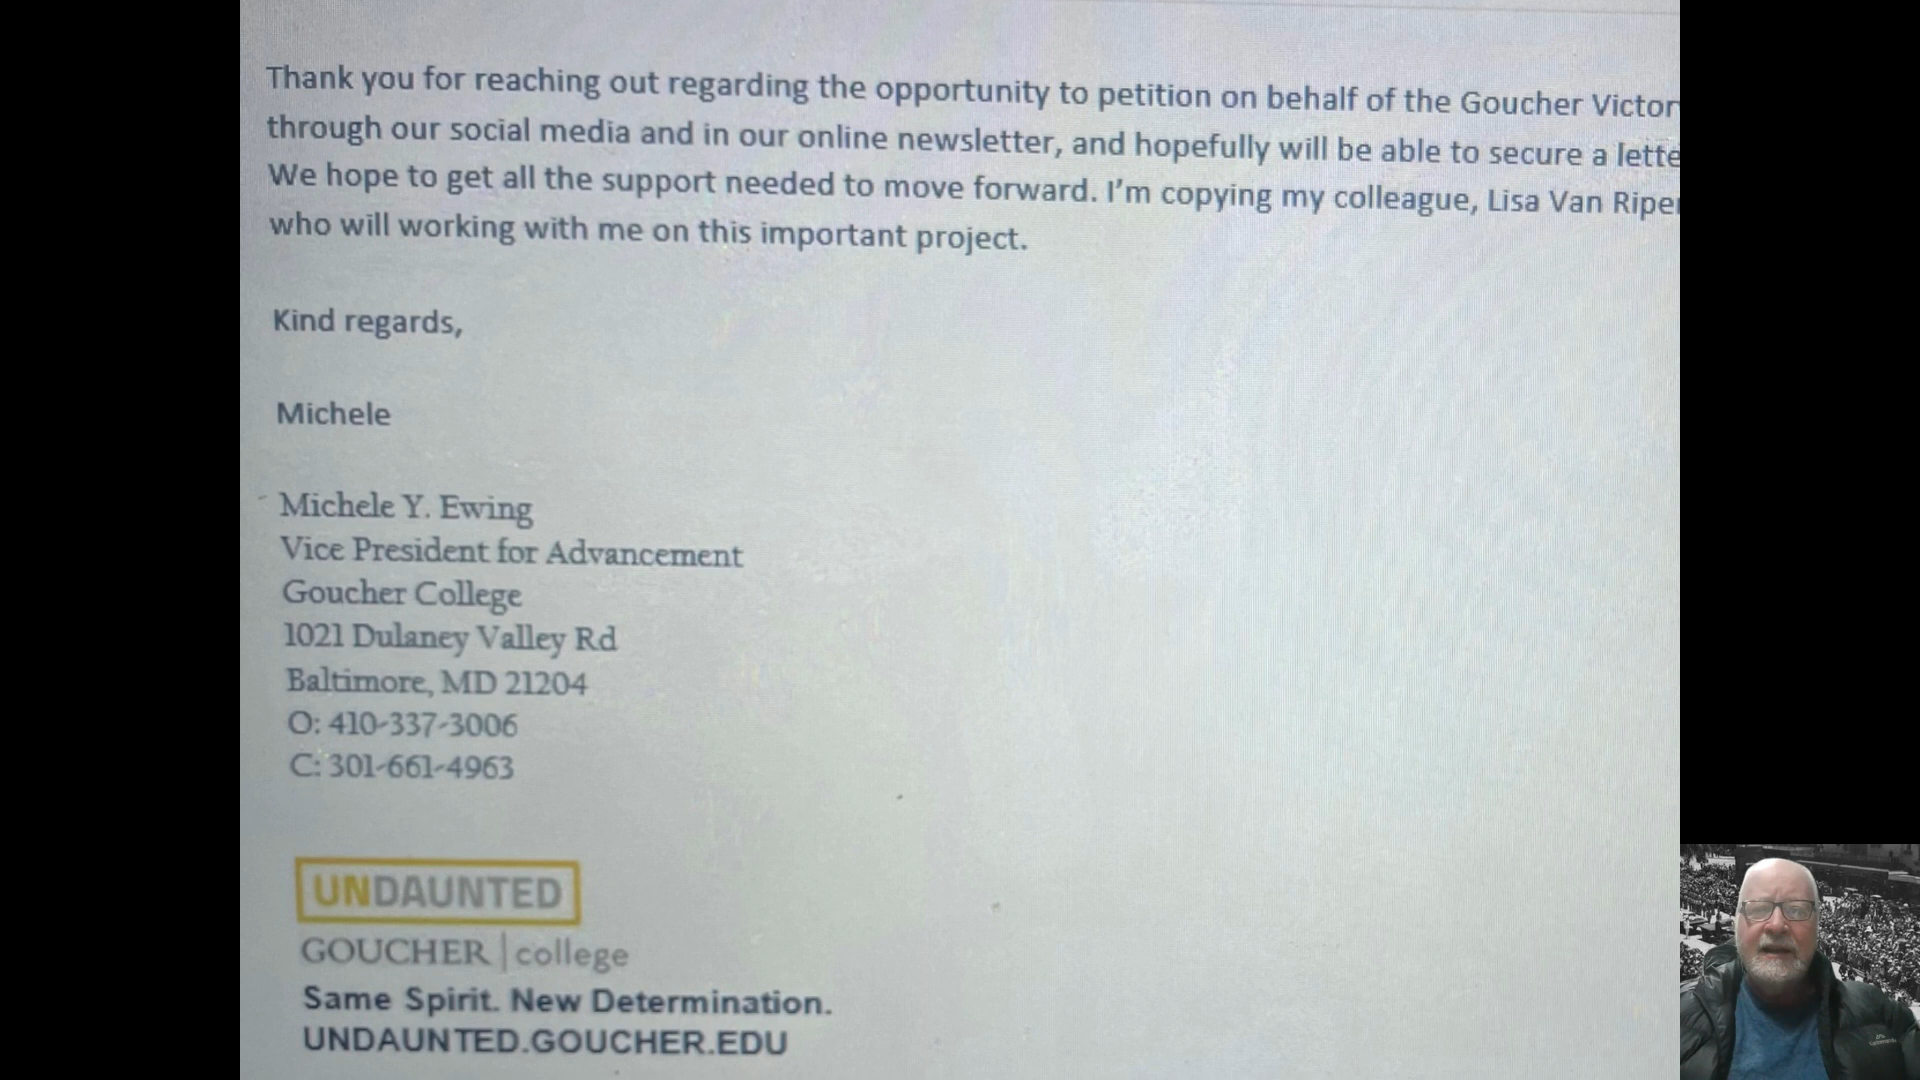 Thank you for reaching out regarding the opportunity to petition on behalf of the Goucher Victor
through our social media and in our online newsletter, and hopefully will be able to secure a lette
We hope to get all the support needed to move forward. I'm copying my colleague, Lisa Van Riper
who will working with me on this important project.
Kind regards,
Michele
Michele Y. Ewing
Vice President for Advancement
Goucher College
1021 Dulaney Valley Rd
Baltimore, MD 21204
O: 410-337-3006
C: 301-661-4963
UNDAUNTED
GOUCHER | college
Same Spirit. New Determination.
UNDAUNTED.GOUCHER.EDU